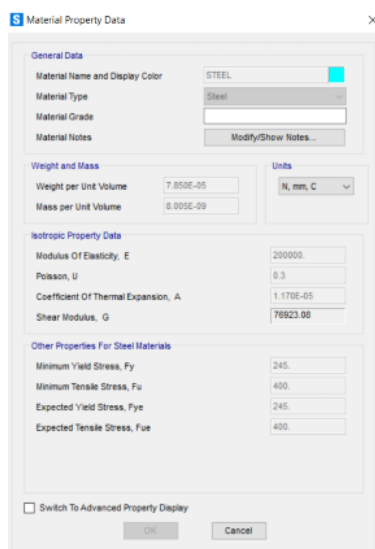 S Material Property Data
General Data
Material Name and Display Color STEEL
Material Type Steel
Material Grade
Material Notes Modify/Show Notes...
Weight and Mass Units
Weight per Unit Volume 7.850E-05 N, mm, C
Mass per Unit Volume 8.005E-09
Isotropic Property Data
Modulus Of Elasticity, E 200000.
Poisson, U 0.3
Coefficient Of Thermal Expansion, A 1.170E-05
Shear Modulus, G 76923.08
Other Properties For Steel Materials
Minimum Yield Stress, Fy 245.
Minimum Tensile Stress, Fu 400.
Expected Yield Stress, Fye 245.
Expected Tensile Stress, Fue 400.
Switch To Advanced Property Display
OK Cancel